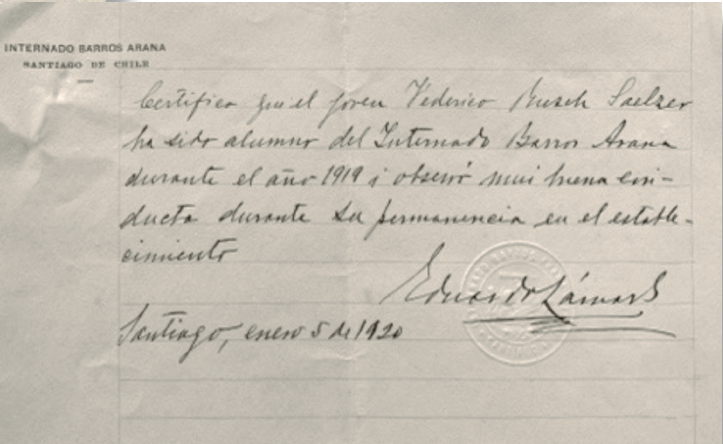 INTERNADO BARROS ARANA
SANTIAGO DE CHILE
Certifico que el joven Federico Busch Saelzer
ha sido alumno del Internado Barros Arana
durante el año 1919 i observó mui buena con-
ducta durante su permanencia en el estable-
cimiento
Eduardo Lámas
Santiago, enero 5 de 1920